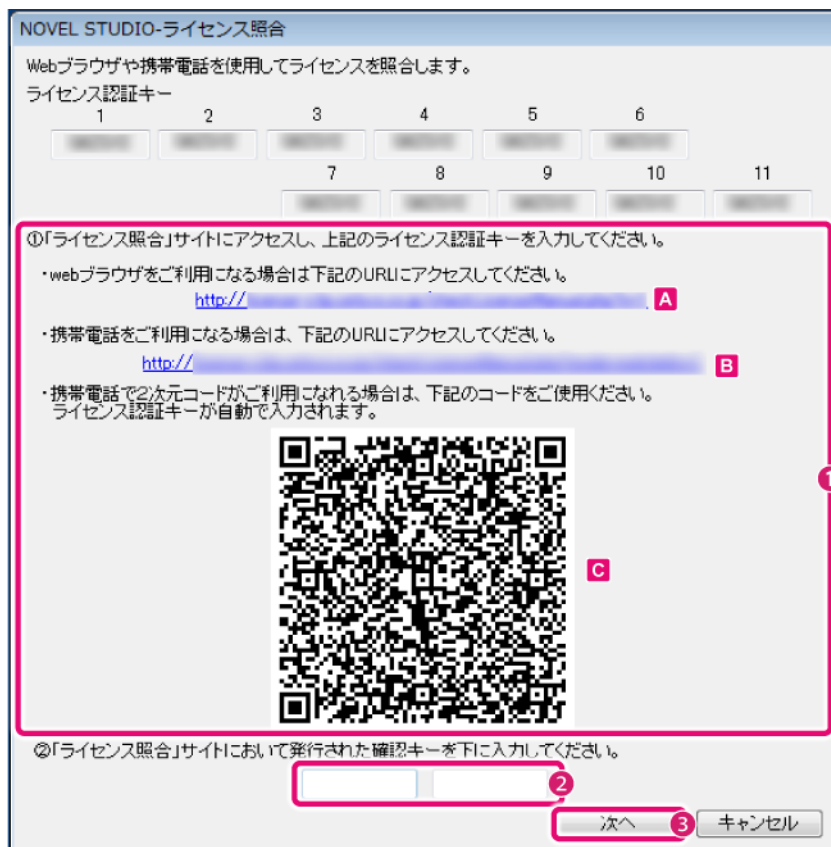 NOVEL STUDIO-ライセンス照合
Webブラウザや携帯電話を使用してライセンスを照合します。
ライセンス認証キー
1 2 3 4 5 6
7 8 9 10 11
①「ライセンス照合」サイトにアクセスし、上記のライセンス認証キーを入力してください。
・webブラウザをご利用になる場合は下記のURLにアクセスしてください。
http:// A
・携帯電話をご利用になる場合は、下記のURLにアクセスしてください。
http:// B
・携帯電話で2次元コードがご利用になれる場合は、下記のコードをご使用ください。
ライセンス認証キーが自動で入力されます。
1
C
②「ライセンス照合」サイトにおいて発行された確認キーを下に入力してください。
2
次へ 3 キャンセル